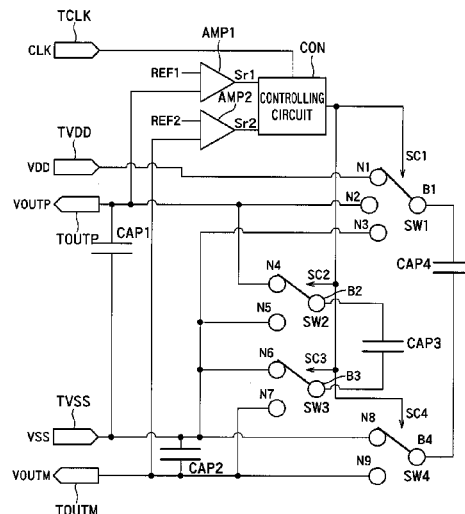 TCLK
CLK
AMP1
CON
REF1
Sr1
AMP2
CONTROLLING
CIRCUIT
REF2
Sr2
TVDD
VDD
SC1
N1
B1
VOUTP
N2
SW1
TOUTP
CAP1
N3
CAP4
N4
SC2
B2
N5
SW2
CAP3
N6
SC3
B3
TVSS
N7
SW3
SC4
VSS
N8
B4
CAP2
SW4
VOUTM
N9
TOUTM